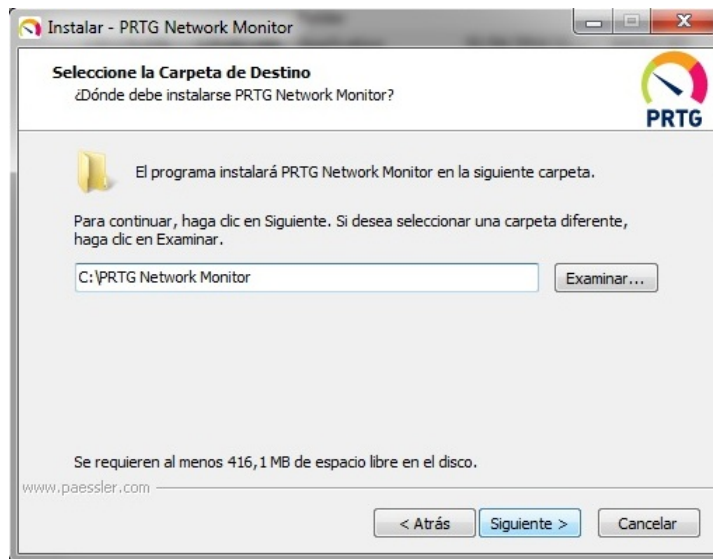 Instalar - PRTG Network Monitor
Seleccione la Carpeta de Destino
¿Dónde debe instalarse PRTG Network Monitor?
PRTG
El programa instalará PRTG Network Monitor en la siguiente carpeta.
Para continuar, haga clic en Siguiente. Si desea seleccionar una carpeta diferente,
haga clic en Examinar.
C:\PRTG Network Monitor
Examinar...
Se requieren al menos 416,1 MB de espacio libre en el disco.
www.paessler.com
< Atrás
Siguiente >
Cancelar